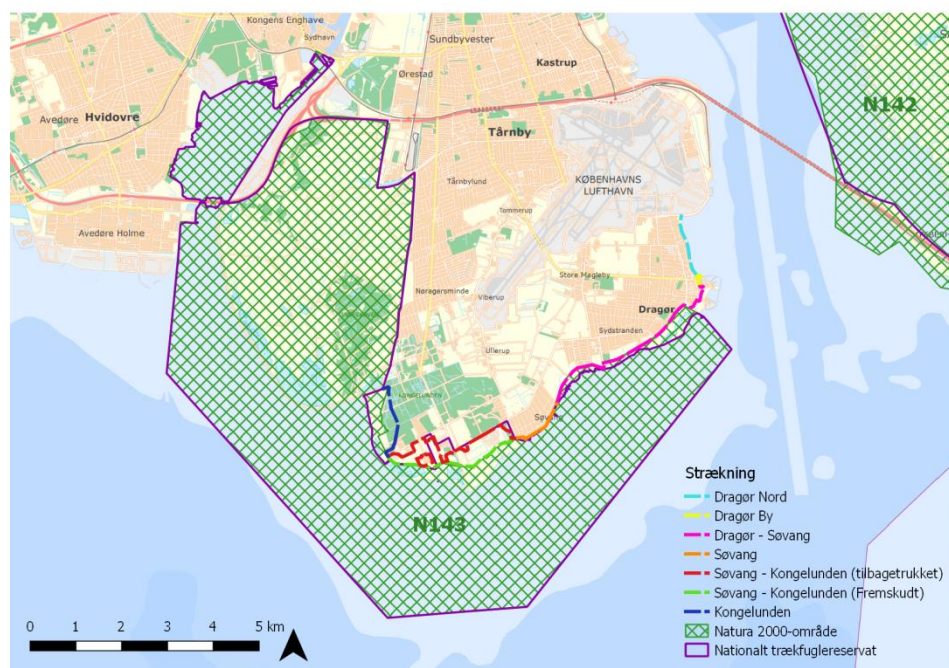 Kongens Enghave
Sydhavn
Sundbyvester
Kastrup
Ørestad
Avedøre
Hvidovre
Tårnby
N142
Tårnbylund
KØBENHAVNS
LUFTHAVN
Tommerup
Avedøre Holme
Store Magleby
Nøragersminde
Viberup
Dragør
Sydstranden
Ullerup
Søvang
N143
Strækning
Dragør Nord
Dragør By
Dragør - Søvang
Søvang
Søvang - Kongelunden (tilbagetrukket)
Søvang - Kongelunden (Fremskudt)
Kongelunden
Natura 2000-område
Nationalt trækfuglereservat
0 1 2 3 4 5 km